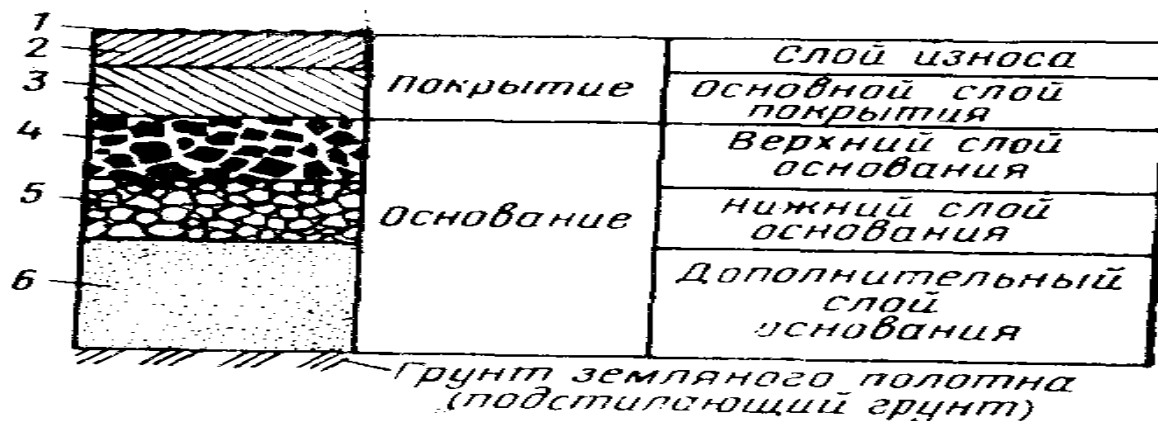 1
2
3
4
5
6
Покрытие
Основание
Слой износа
Основной слой
покрытия
Верхний слой
основания
Нижний слой
основания
Дополнительный
слой
основания
Грунт земляного полотна
(подстилающий грунт)